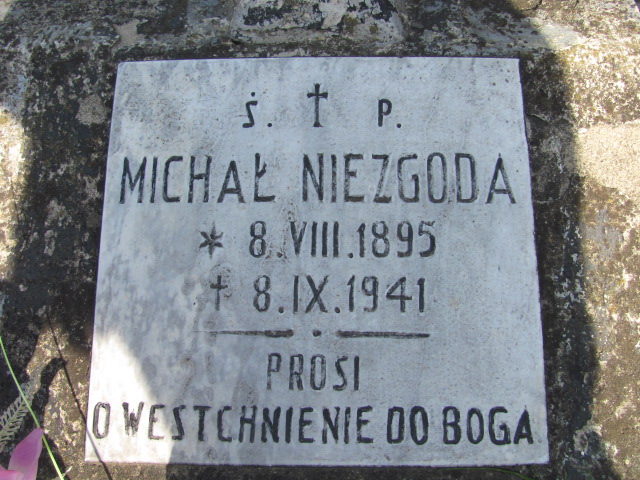 Ś. † P.
MICHAŁ NIEZGODA
* 8.VIII.1895
† 8.IX.1941
PROSI
O WESTCHNIENIE DO BOGA